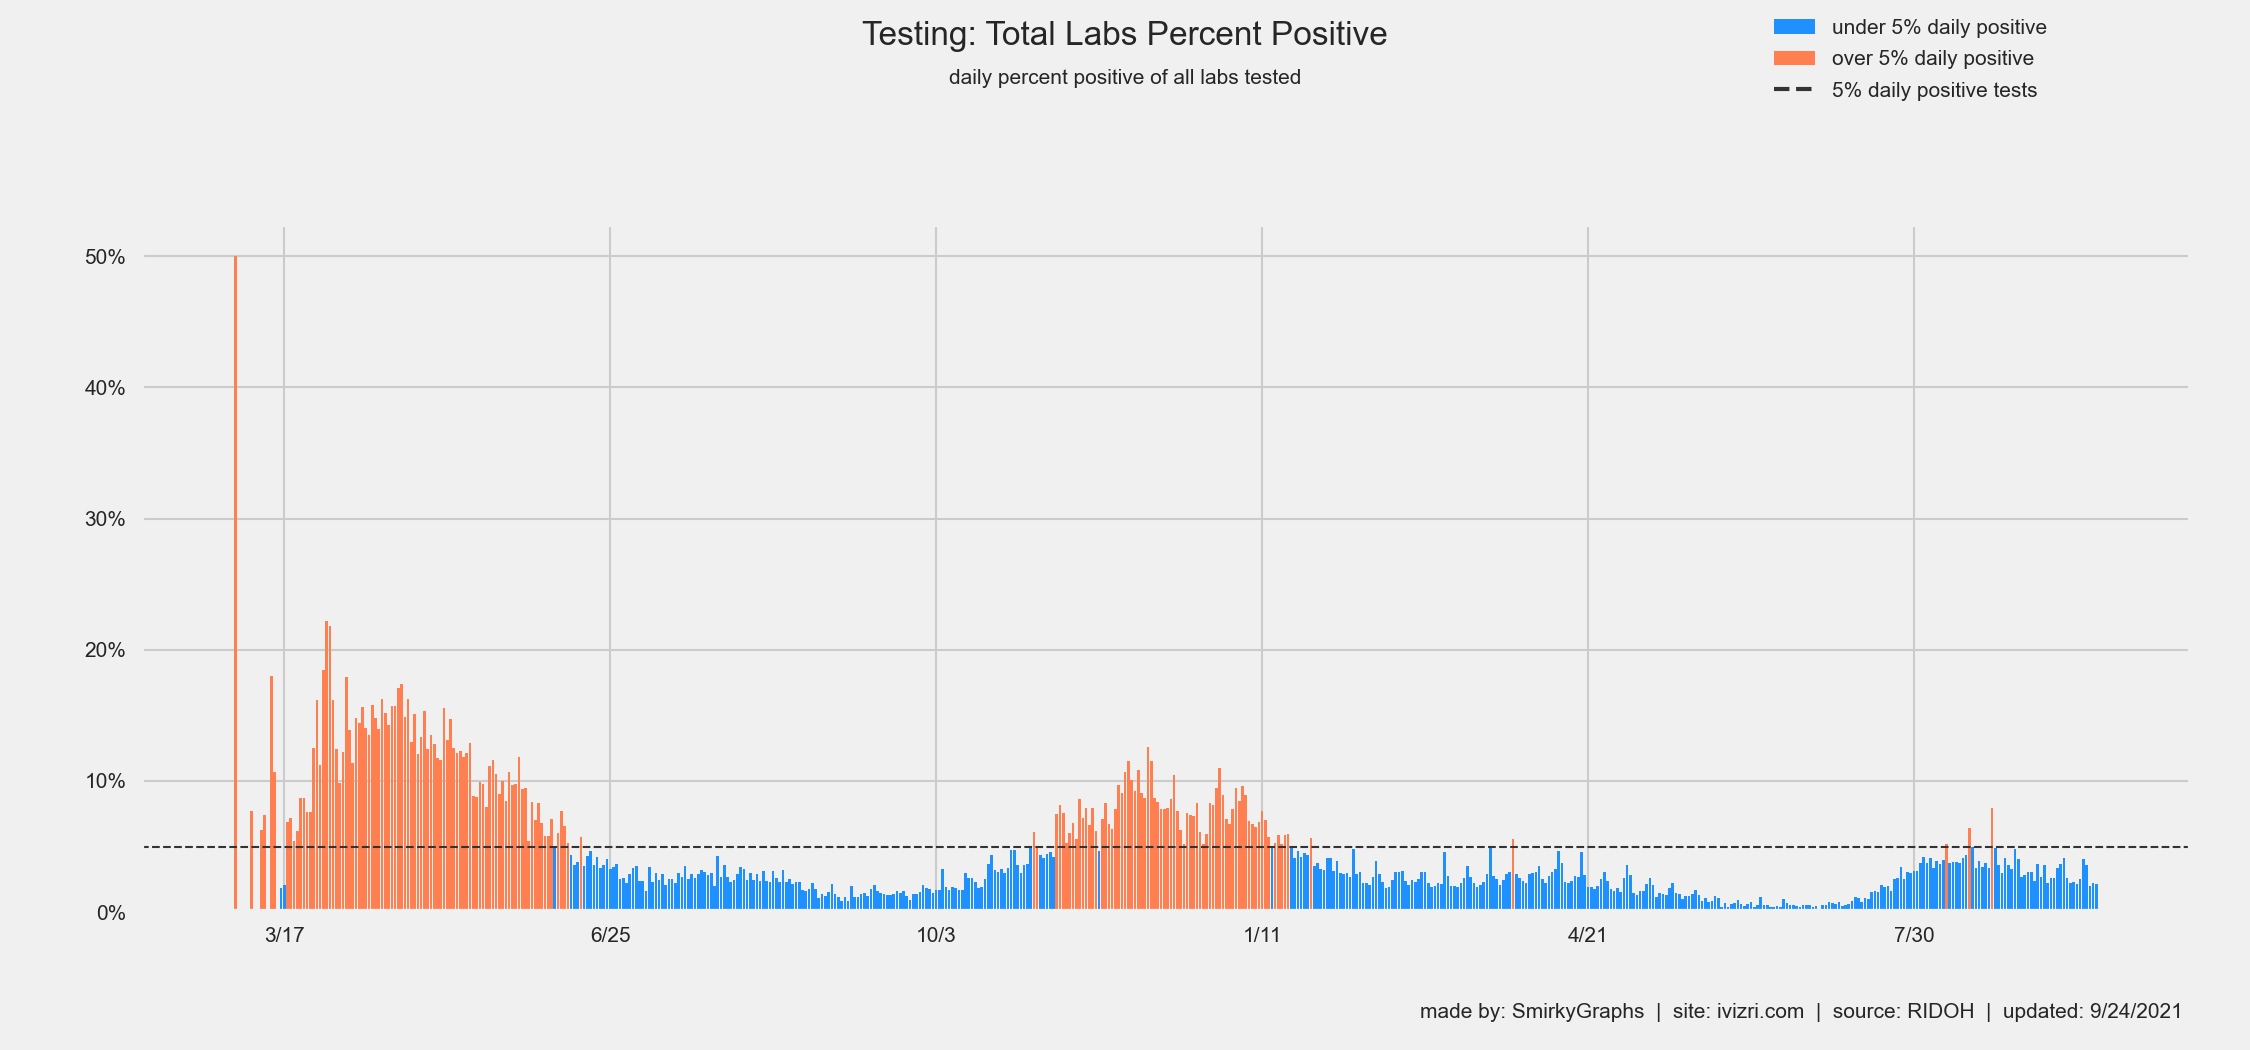 Testing: Total Labs Percent Positive
daily percent positive of all labs tested
under 5% daily positive
over 5% daily positive
5% daily positive tests
50%
40%
30%
20%
10%
0%
3/17 6/25 10/3 1/11 4/21 7/30
made by: SmirkyGraphs | site: ivizri.com | source: RIDOH | updated: 9/24/2021